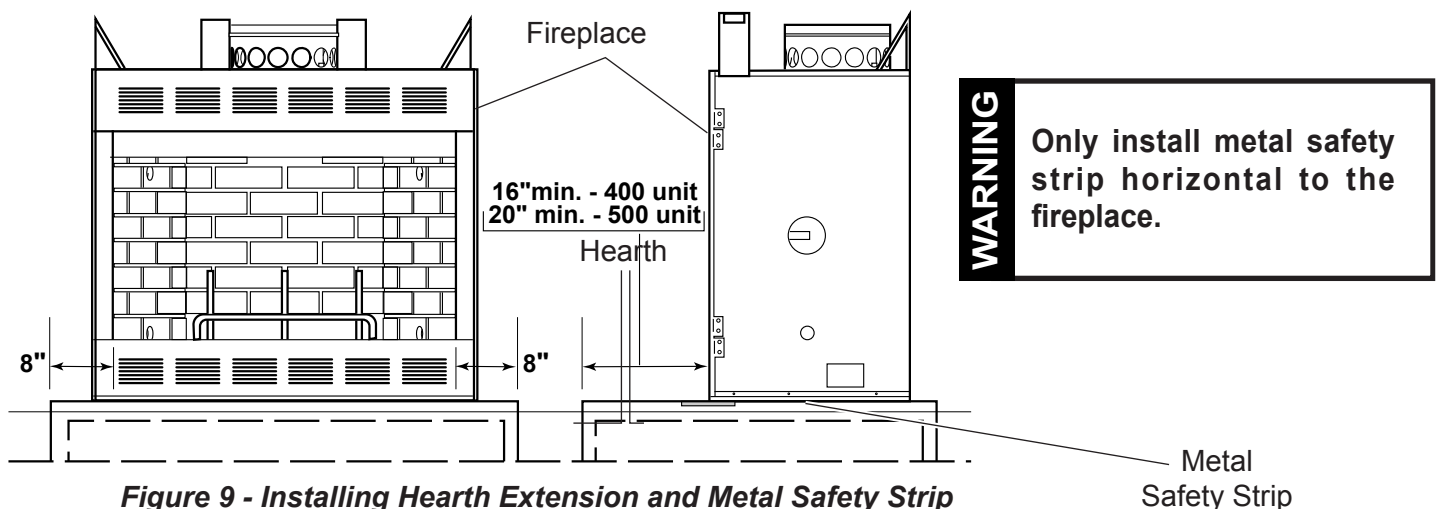 Fireplace
WARNING
Only install metal safety
strip horizontal to the
fireplace.
16"min. - 400 unit
20" min. - 500 unit
Hearth
8"
8"
Metal
Safety Strip
Figure 9 - Installing Hearth Extension and Metal Safety Strip